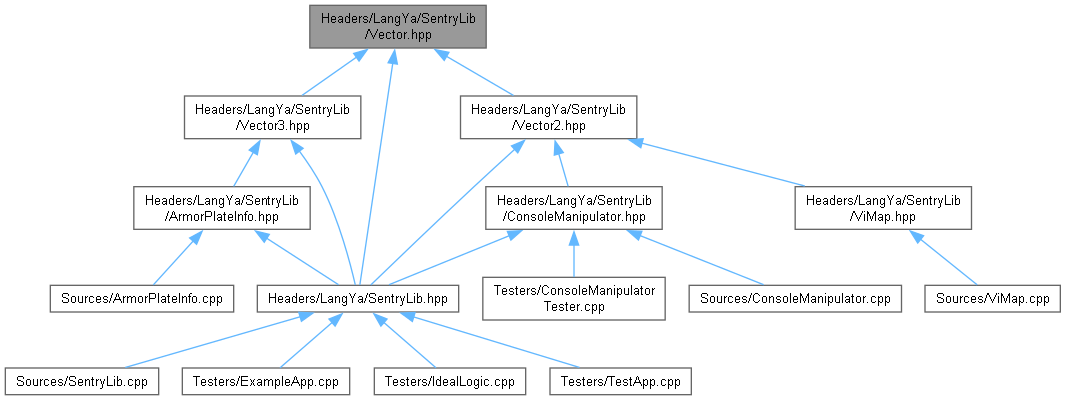 Headers/LangYa/SentryLib
/Vector.hpp
Headers/LangYa/SentryLib
/Vector3.hpp
Headers/LangYa/SentryLib
/Vector2.hpp
Headers/LangYa/SentryLib
/ArmorPlateInfo.hpp
Headers/LangYa/SentryLib
/ConsoleManipulator.hpp
Headers/LangYa/SentryLib
/ViMap.hpp
Sources/ArmorPlateInfo.cpp
Headers/LangYa/SentryLib.hpp
Testers/ConsoleManipulator
Tester.cpp
Sources/ConsoleManipulator.cpp
Sources/ViMap.cpp
Sources/SentryLib.cpp
Testers/ExampleApp.cpp
Testers/IdealLogic.cpp
Testers/TestApp.cpp